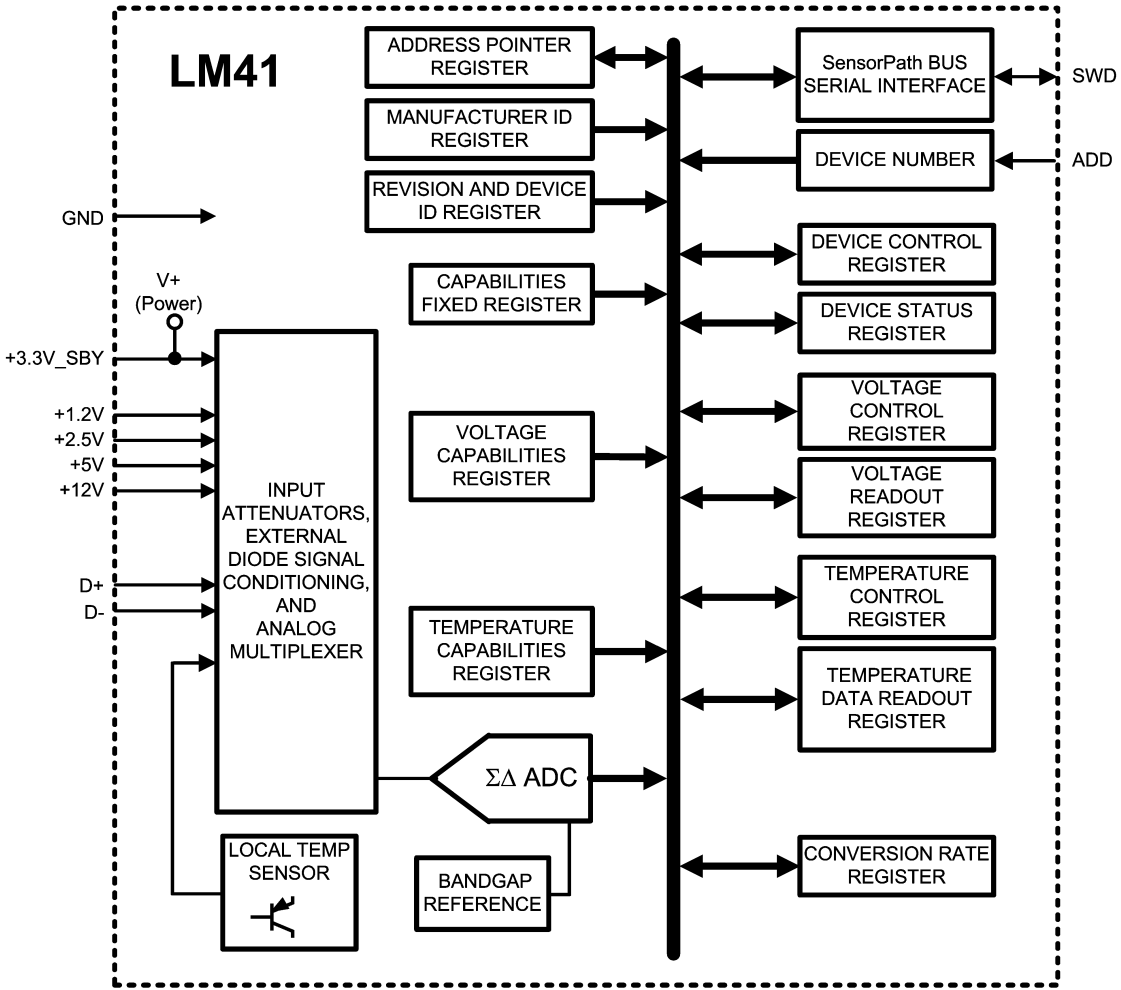 LM41
ADDRESS POINTER
REGISTER
MANUFACTURER ID
REGISTER
REVISION AND DEVICE
ID REGISTER
CAPABILITIES
FIXED REGISTER
VOLTAGE
CAPABILITIES
REGISTER
TEMPERATURE
CAPABILITIES
REGISTER
GND
V+
(Power)
+3.3V_SBY
+1.2V
+2.5V
+5V
+12V
D+
D-
INPUT
ATTENUATORS,
EXTERNAL
DIODE SIGNAL
CONDITIONING,
AND
ANALOG
MULTIPLEXER
LOCAL TEMP
SENSOR
ΣΔ ADC
BANDGAP
REFERENCE
SensorPath BUS
SERIAL INTERFACE
SWD
DEVICE NUMBER
ADD
DEVICE CONTROL
REGISTER
DEVICE STATUS
REGISTER
VOLTAGE
CONTROL
REGISTER
VOLTAGE
READOUT
REGISTER
TEMPERATURE
CONTROL
REGISTER
TEMPERATURE
DATA READOUT
REGISTER
CONVERSION RATE
REGISTER